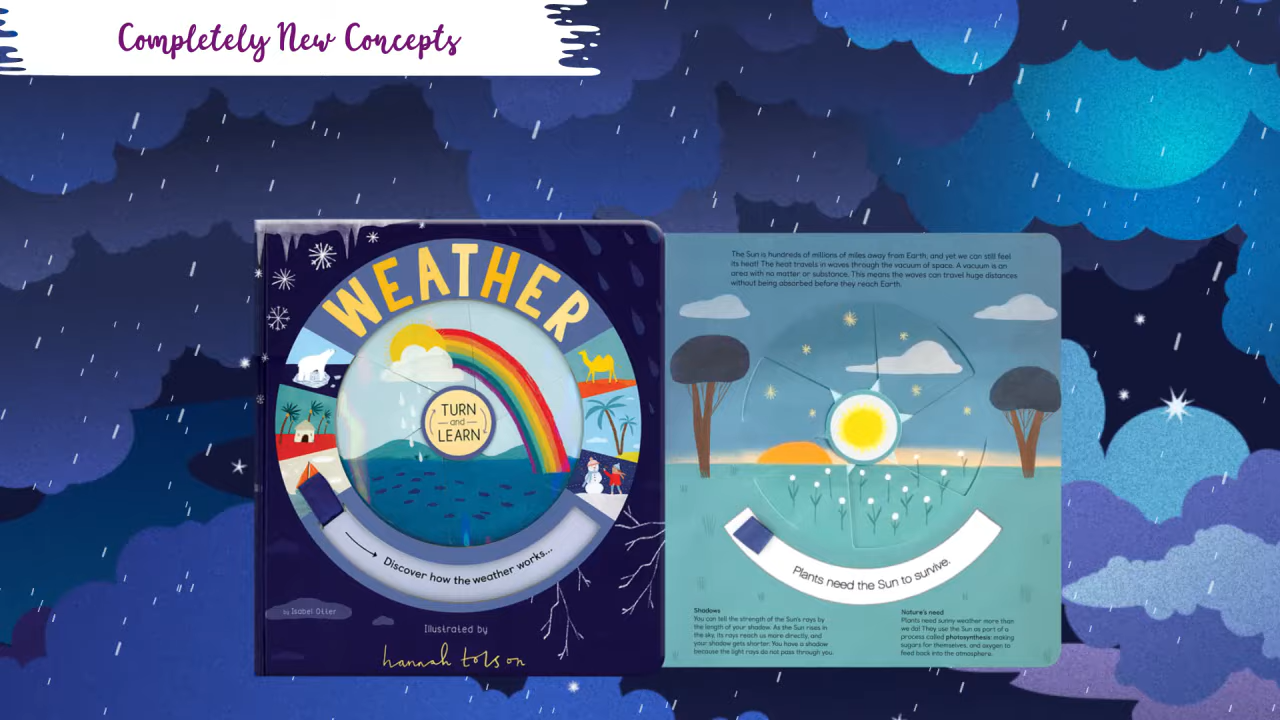 Completely New Concepts
WEATHER
TURN
and
LEARN
Discover how the weather works...
by Isabel Otter
Illustrated by
hannah tolson
The Sun is hundreds of millions of miles away from Earth, and yet we can still feel
its heat! The heat travels in waves through the vacuum of space. A vacuum is an
area with no matter or substance. This means the waves can travel huge distances
without being absorbed before they reach Earth.
Plants need the Sun to survive.
Shadows
You can tell the strength of the Sun's rays by
the length of your shadow. As the Sun rises in
the sky, its rays reach us more directly, and
your shadow gets shorter. You have a shadow
because the light rays do not pass through you.
Nature's need
Plants need sunny weather more than
we do! They use the Sun as part of a
process called photosynthesis: making
sugars for themselves, and oxygen to
feed back into the atmosphere.